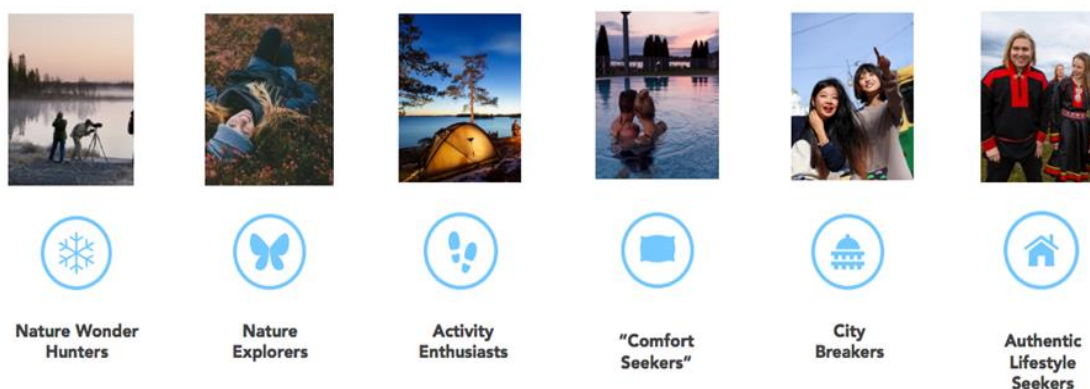 Nature Wonder
Hunters
Nature
Explorers
Activity
Enthusiasts
"Comfort
Seekers"
City
Breakers
Authentic
Lifestyle
Seekers